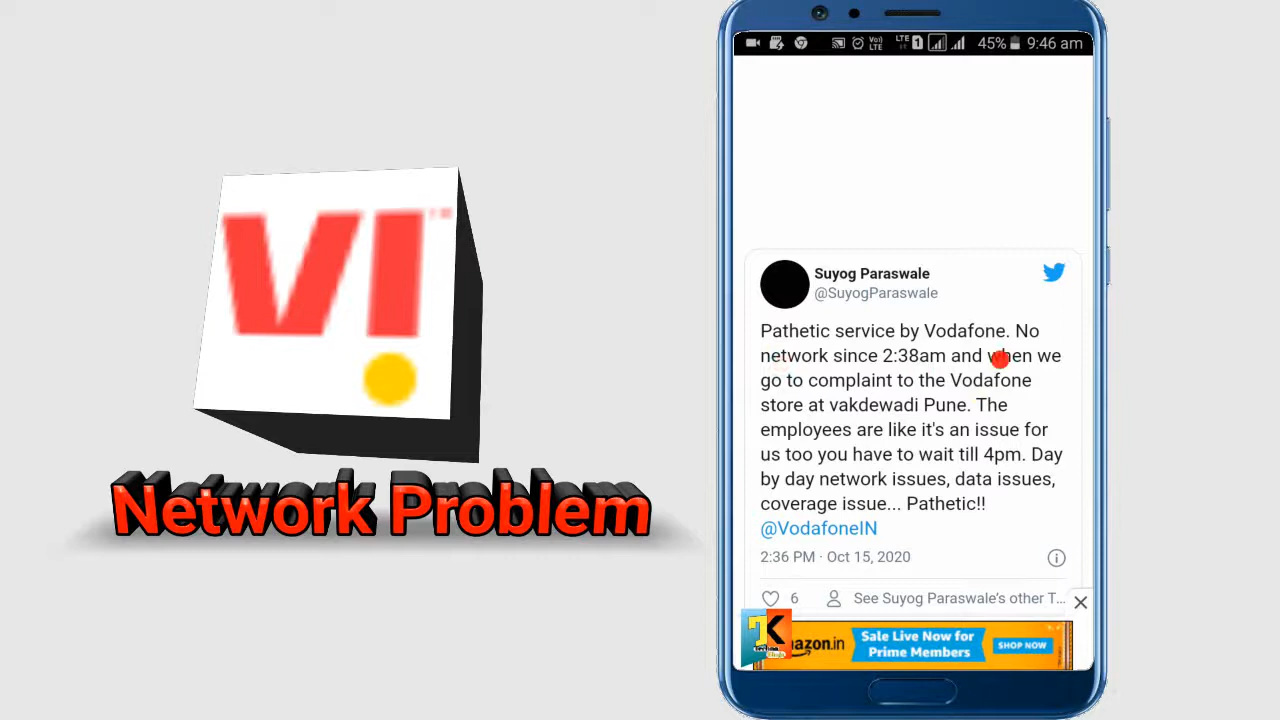 VI™
Network Problem
LTE 1 45% 9:46 am
Suyog Paraswale
@SuyogParaswale
Pathetic service by Vodafone. No
network since 2:38am and when we
go to complaint to the Vodafone
store at vakdewadi Pune. The
employees are like it's an issue for
us too you have to wait till 4pm. Day
by day network issues, data issues,
coverage issue... Pathetic!!
@VodafoneIN
2:36 PM · Oct 15, 2020
6 See Suyog Paraswale's other T...
TK
azon.in Sale Live Now for
Prime Members
SHOP NOW